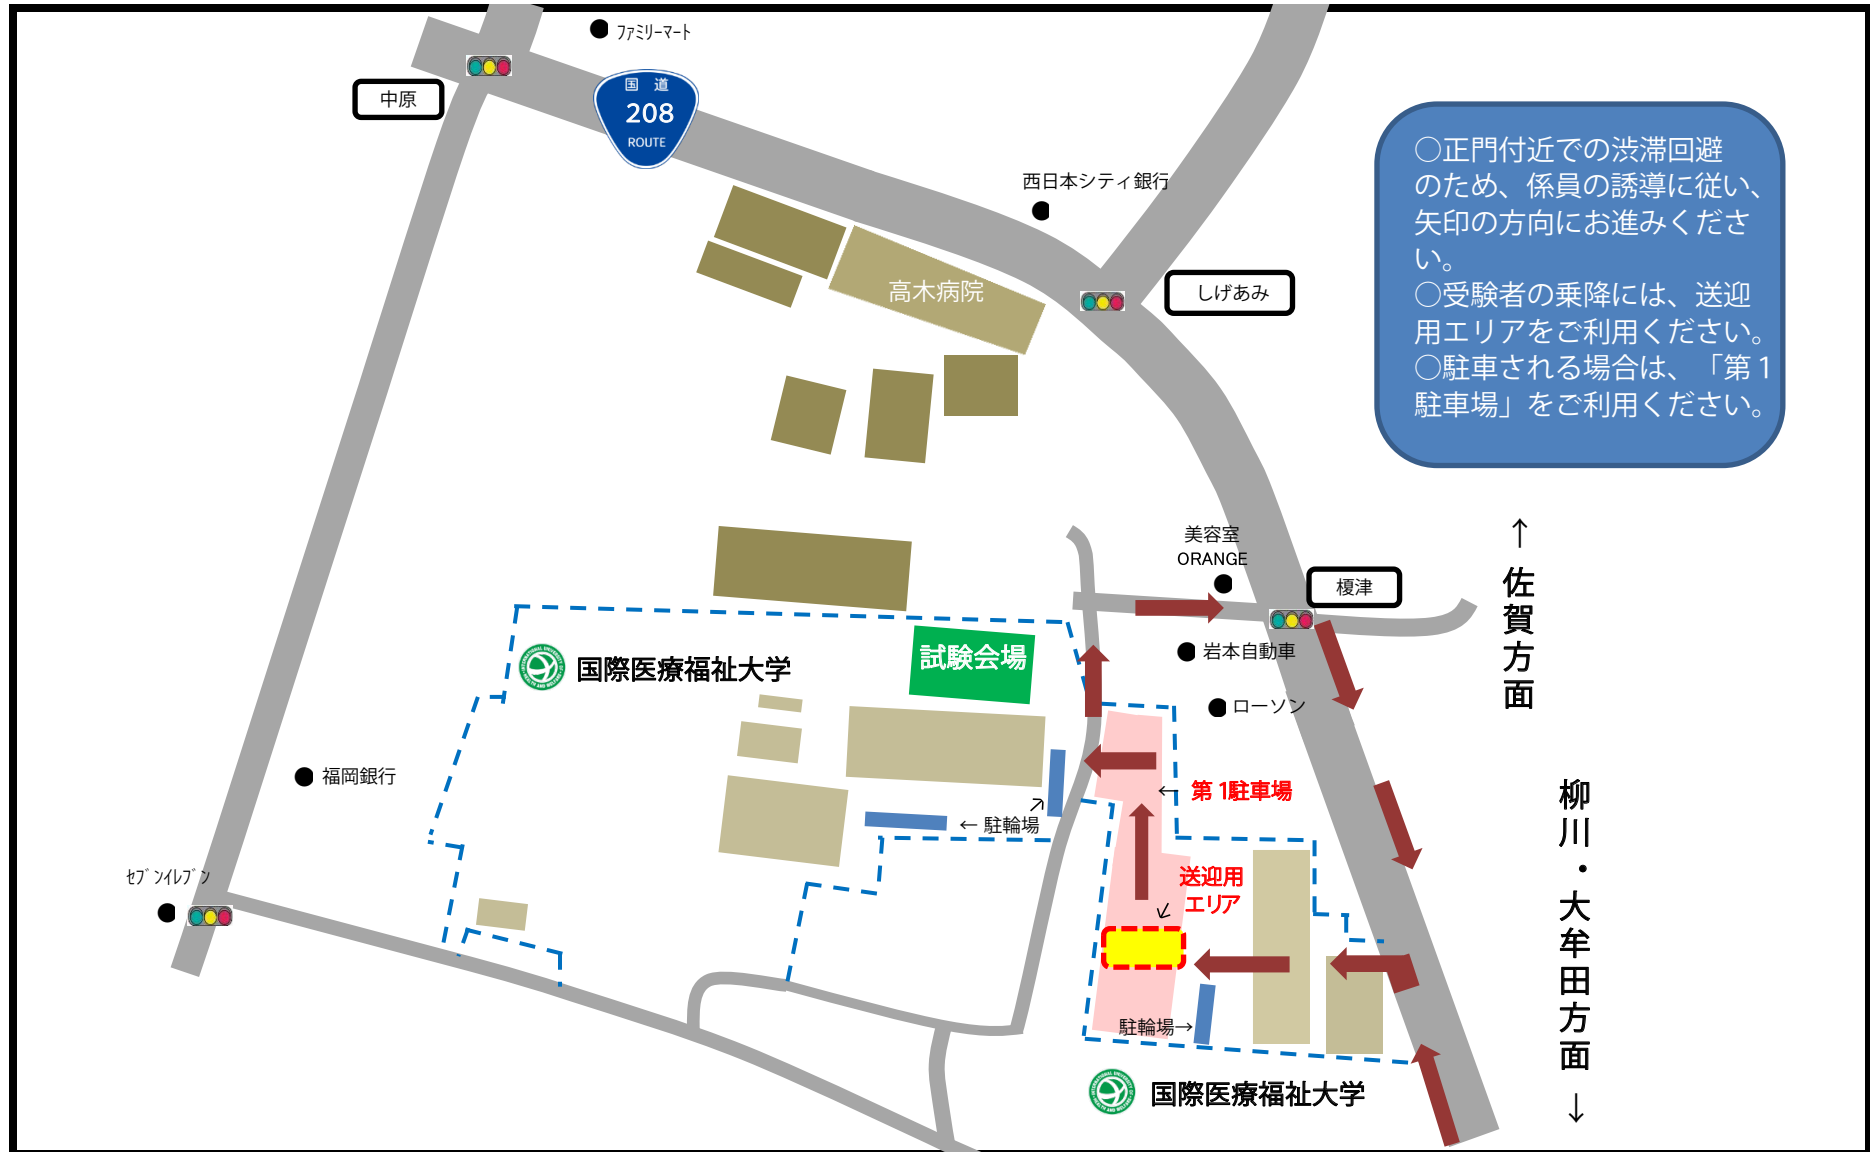 ファミリーマート
中原
国 道
208
ROUTE
西日本シティ銀行
しげあみ
高木病院
○正門付近での渋滞回避
のため、係員の誘導に従い、
矢印の方向にお進みくださ
い。
○受験者の乗降には、送迎
用エリアをご利用ください。
○駐車される場合は、「第1
駐車場」をご利用ください。
美容室
ORANGE
榎津
↑佐賀方面
試験会場
国際医療福祉大学
岩本自動車
ローソン
福岡銀行
← 第1駐車場
← 駐輪場
柳川・大牟田方面↓
セブンイレブン
送迎用
エリア
駐輪場→
国際医療福祉大学